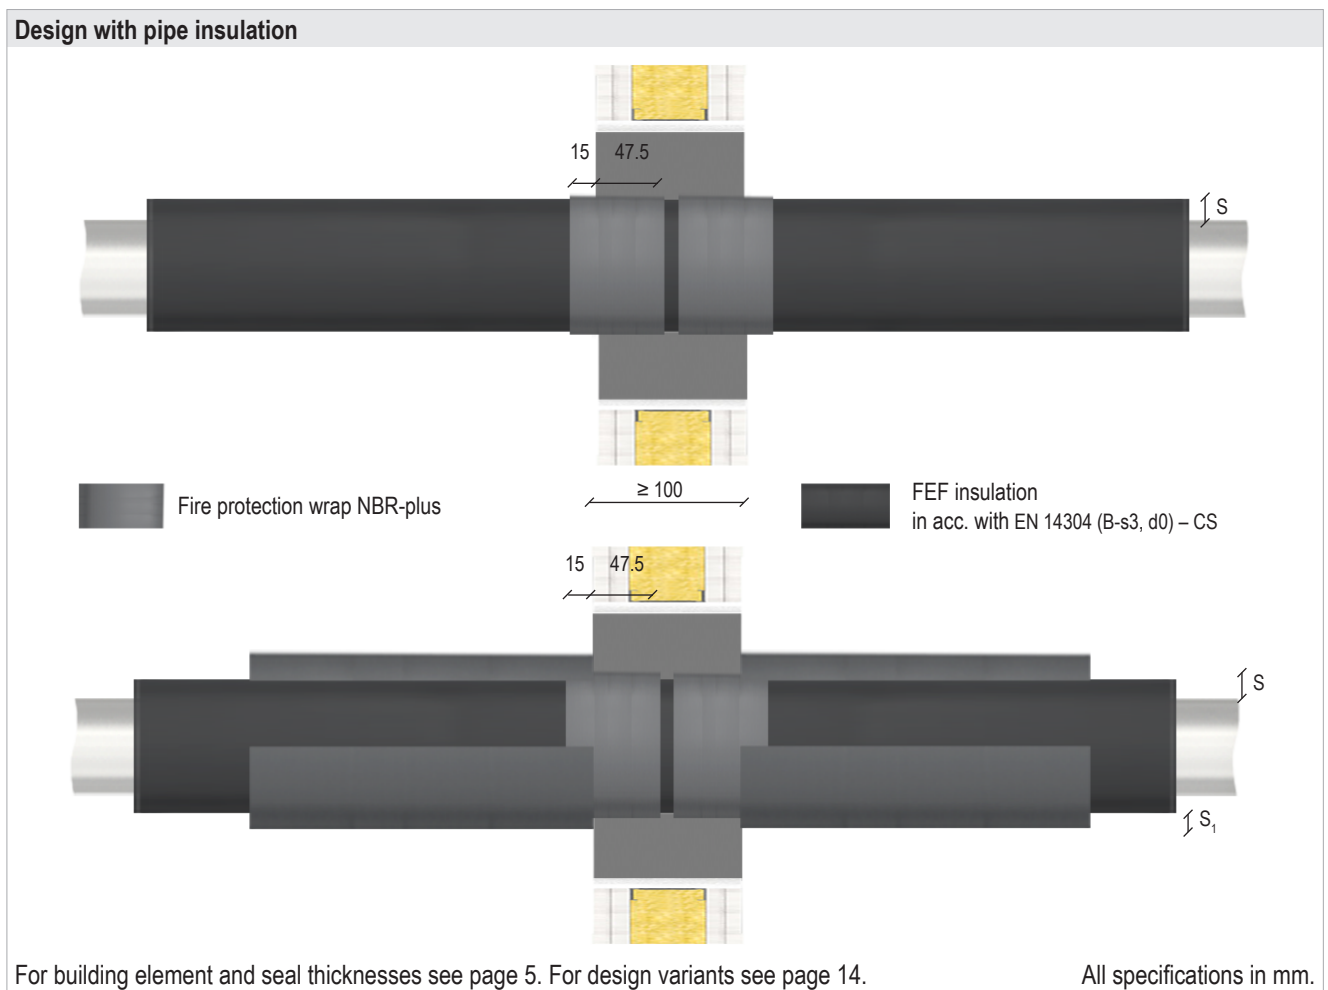 Design with pipe insulation
15 47.5
S
≥ 100
Fire protection wrap NBR-plus
FEF insulation
in acc. with EN 14304 (B-s3, d0) – CS
15 47.5
S
S₁
For building element and seal thicknesses see page 5. For design variants see page 14.
All specifications in mm.